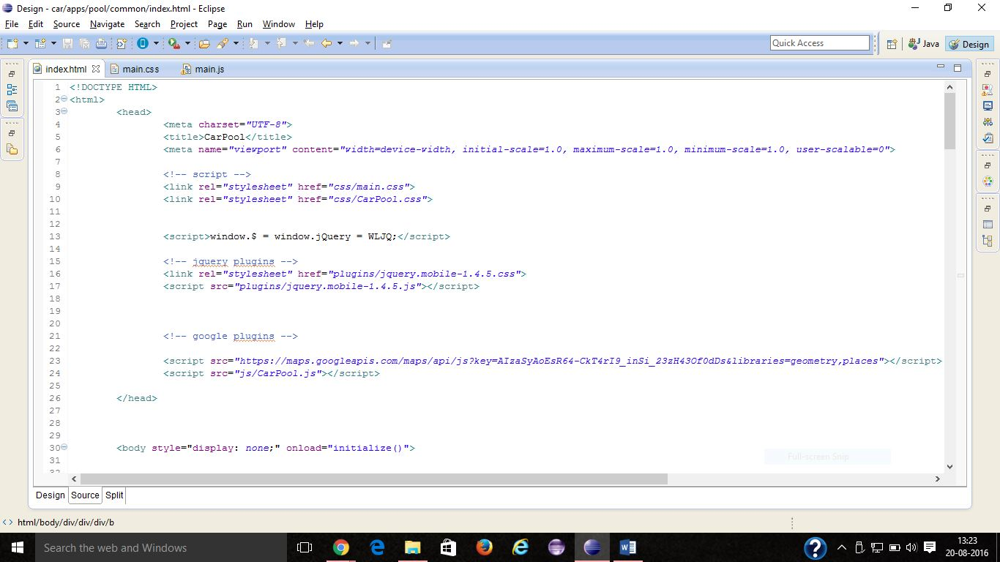 Design - car/apps/pool/common/index.html - Eclipse
File Edit Source Navigate Search Project Page Run Window Help
Quick Access
Java
Design
index.html
main.css
main.js
1 <!DOCTYPE HTML>
2 <html>
3 <head>
4 <meta charset="UTF-8">
5 <title>CarPool</title>
6 <meta name="viewport" content="width=device-width, initial-scale=1.0, maximum-scale=1.0, minimum-scale=1.0, user-scalable=0">
7
8 <!-- script -->
9 <link rel="stylesheet" href="css/main.css">
10 <link rel="stylesheet" href="css/CarPool.css">
11
12
13 <script>window.$ = window.jQuery = WLJQ;</script>
14
15 <!-- jquery plugins -->
16 <link rel="stylesheet" href="plugins/jquery.mobile-1.4.5.css">
17 <script src="plugins/jquery.mobile-1.4.5.js"></script>
18
19
20
21 <!-- google plugins -->
22
23 <script src="https://maps.googleapis.com/maps/api/js?key=AIzaSyAoEsR64-CkT4rI9_inSi_23zH43Of0dDs&libraries=geometry,places"></script>
24 <script src="js/CarPool.js"></script>
25
26 </head>
27
28
29
30 <body style="display: none;" onload="initialize()">
31
32
Full-screen Snip
Design Source Split
html/body/div/div/div/b
Search the web and Windows
13:23
20-08-2016